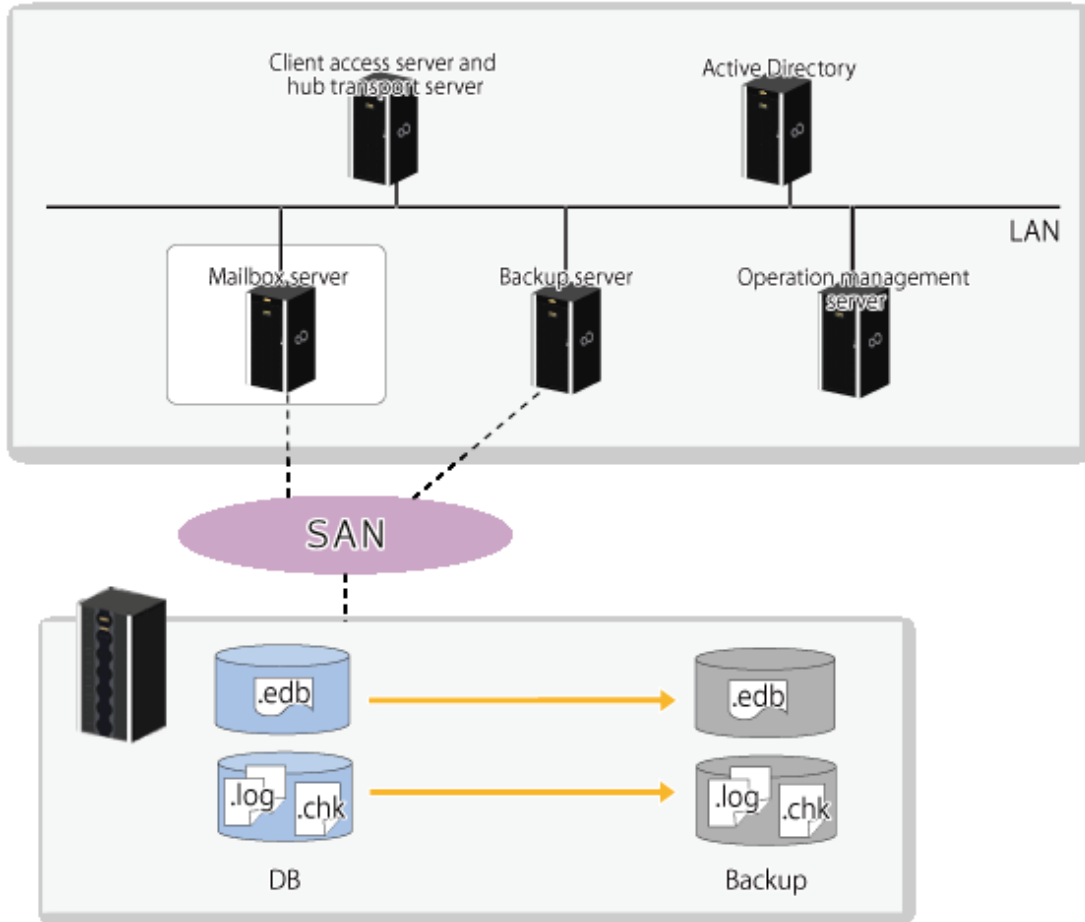 Client access server and
hub transport server
Active Directory
LAN
Mailbox server
Backup server
Operation management
server
SAN
.edb
.edb
.log
.chk
.log
.chk
DB
Backup